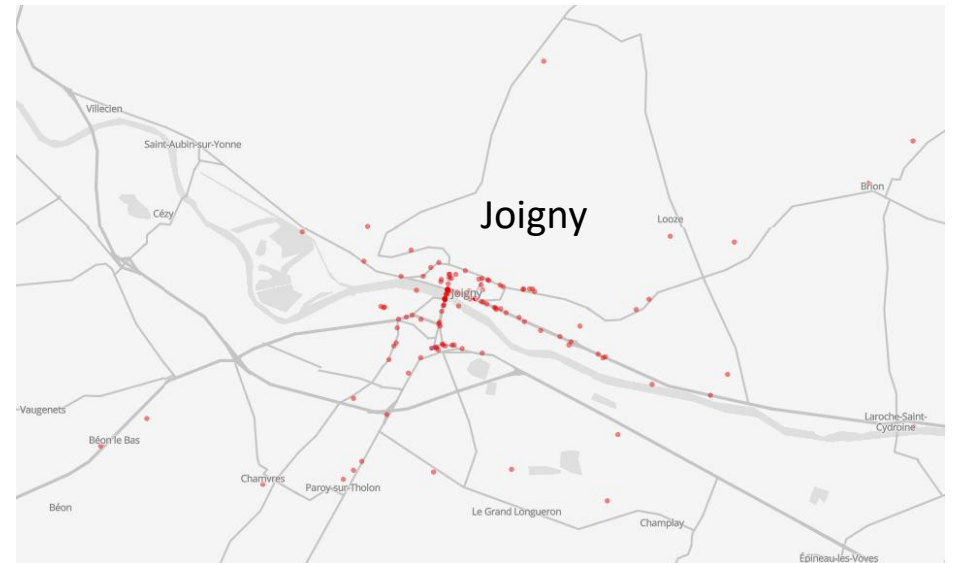 Villecien
Saint-Aubin-sur-Yonne
Brion
Cézy
Joigny
Looze
Joigny
-Vaugenets
Laroche-Saint-
Cydroine
Béon le Bas
Chamvres
Paroy-sur-Tholon
Béon
Le Grand Longueron
Champlay
Épineau-les-Voves